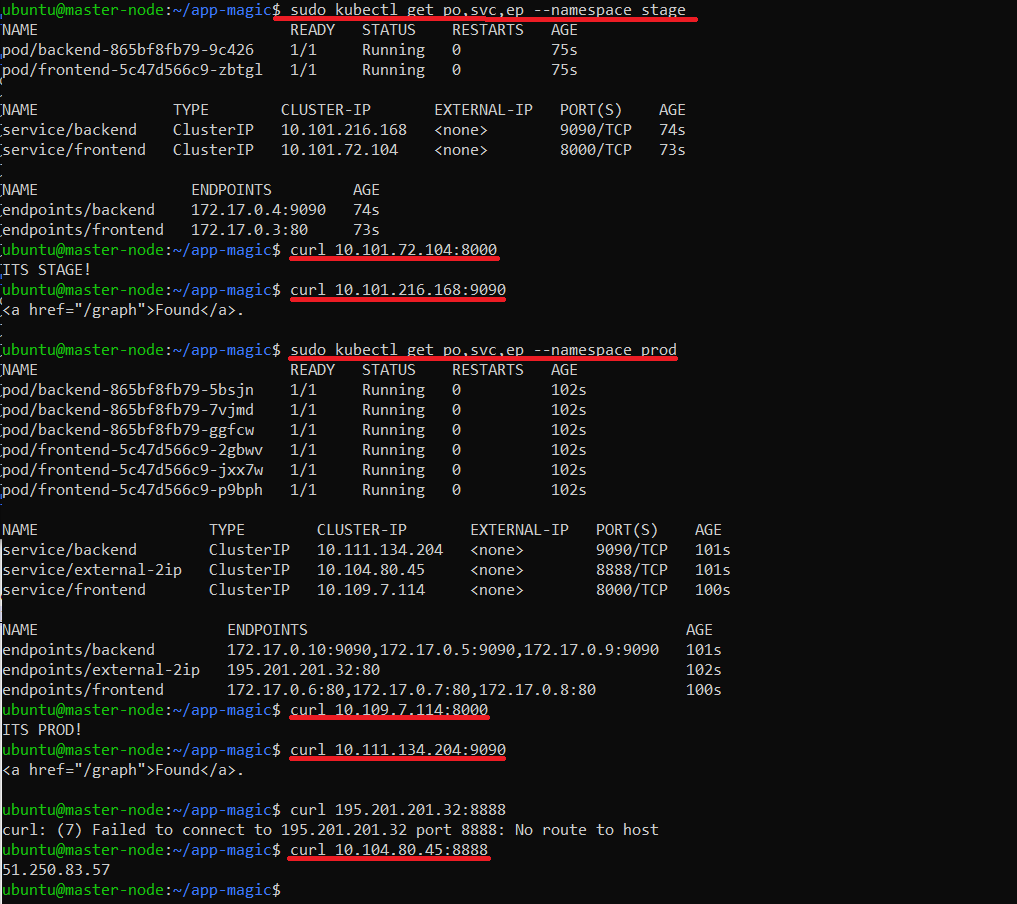 ubuntu@master-node:~/app-magic$ sudo kubectl get po,svc,ep --namespace stage
NAME READY STATUS RESTARTS AGE
pod/backend-865bf8fb79-9c426 1/1 Running 0 75s
pod/frontend-5c47d566c9-zbtgl 1/1 Running 0 75s
NAME TYPE CLUSTER-IP EXTERNAL-IP PORT(S) AGE
service/backend ClusterIP 10.101.216.168 <none> 9090/TCP 74s
service/frontend ClusterIP 10.101.72.104 <none> 8000/TCP 73s
NAME ENDPOINTS AGE
endpoints/backend 172.17.0.4:9090 74s
endpoints/frontend 172.17.0.3:80 73s
ubuntu@master-node:~/app-magic$ curl 10.101.72.104:8000
ITS STAGE!
ubuntu@master-node:~/app-magic$ curl 10.101.216.168:9090
<a href="/graph">Found</a>.
ubuntu@master-node:~/app-magic$ sudo kubectl get po,svc,ep --namespace prod
NAME READY STATUS RESTARTS AGE
pod/backend-865bf8fb79-5bsjn 1/1 Running 0 102s
pod/backend-865bf8fb79-7vjmd 1/1 Running 0 102s
pod/backend-865bf8fb79-ggfcw 1/1 Running 0 102s
pod/frontend-5c47d566c9-2gbwv 1/1 Running 0 102s
pod/frontend-5c47d566c9-jxx7w 1/1 Running 0 102s
pod/frontend-5c47d566c9-p9bph 1/1 Running 0 102s
NAME TYPE CLUSTER-IP EXTERNAL-IP PORT(S) AGE
service/backend ClusterIP 10.111.134.204 <none> 9090/TCP 101s
service/external-2ip ClusterIP 10.104.80.45 <none> 8888/TCP 101s
service/frontend ClusterIP 10.109.7.114 <none> 8000/TCP 100s
NAME ENDPOINTS AGE
endpoints/backend 172.17.0.10:9090,172.17.0.5:9090,172.17.0.9:9090 101s
endpoints/external-2ip 195.201.201.32:80 102s
endpoints/frontend 172.17.0.6:80,172.17.0.7:80,172.17.0.8:80 100s
ubuntu@master-node:~/app-magic$ curl 10.109.7.114:8000
ITS PROD!
ubuntu@master-node:~/app-magic$ curl 10.111.134.204:9090
<a href="/graph">Found</a>.
ubuntu@master-node:~/app-magic$ curl 195.201.201.32:8888
curl: (7) Failed to connect to 195.201.201.32 port 8888: No route to host
ubuntu@master-node:~/app-magic$ curl 10.104.80.45:8888
51.250.83.57
ubuntu@master-node:~/app-magic$